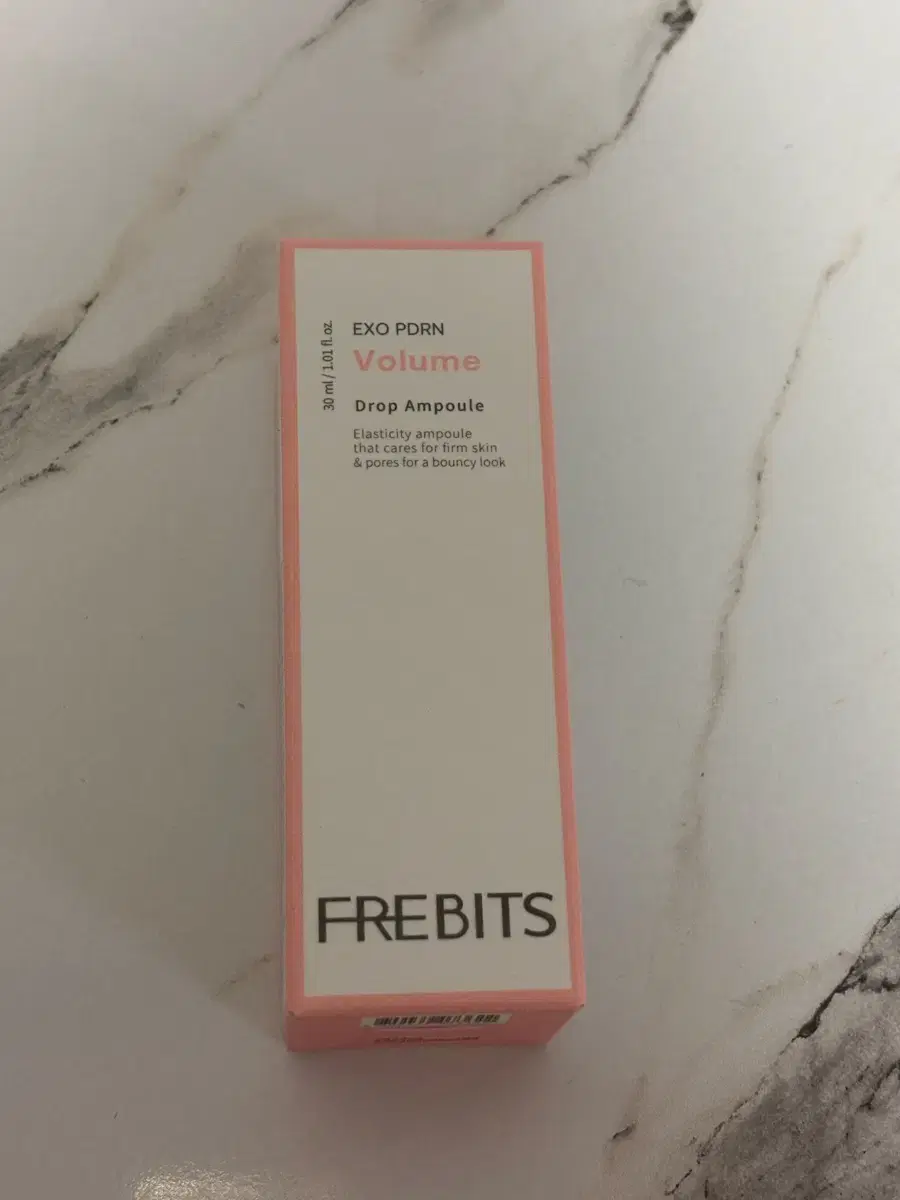 30 ml / 1.01 fl. oz.
EXO PDRN
Volume
Drop Ampoule
Elasticity ampoule
that cares for firm skin
& pores for a bouncy look
FREBITS